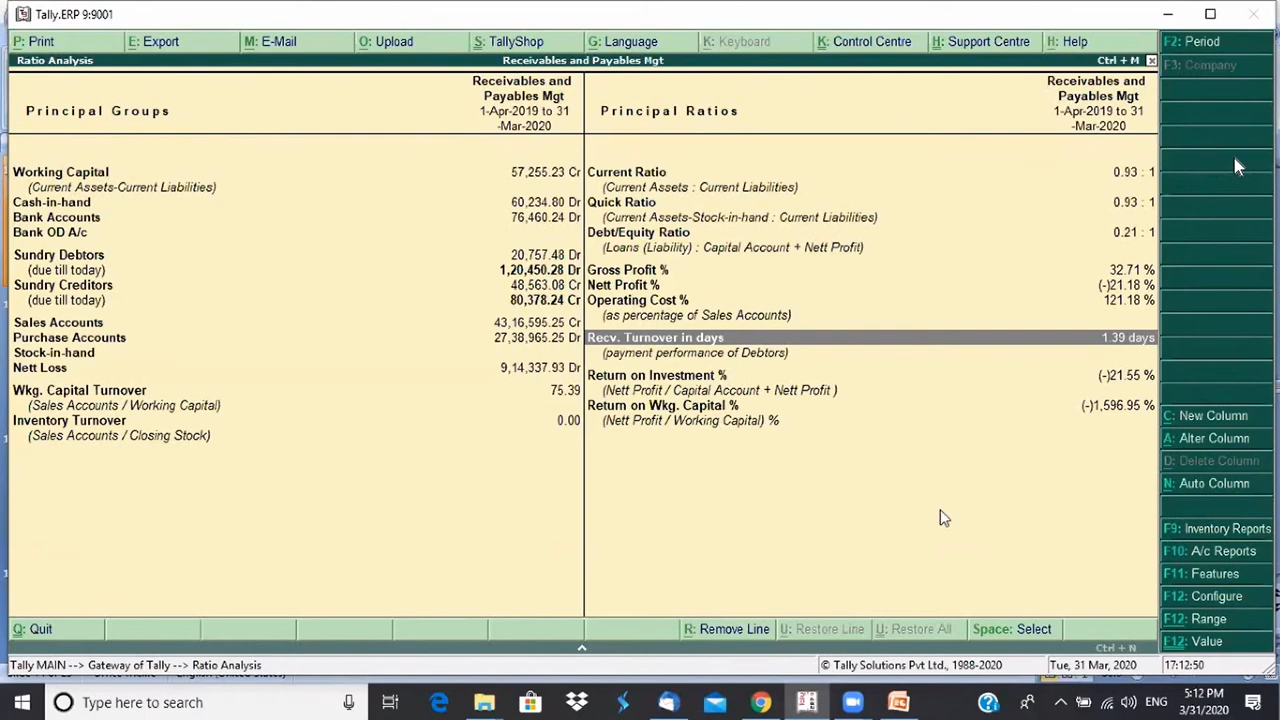 Tally.ERP 9:9001
P: Print E: Export M: E-Mail O: Upload S: TallyShop G: Language K: Keyboard K: Control Centre H: Support Centre H: Help
Ratio Analysis Receivables and Payables Mgt Ctrl + M
Principal Groups
Receivables and
Payables Mgt
1-Apr-2019 to 31
-Mar-2020
Working Capital 57,255.23 Cr
(Current Assets-Current Liabilities)
Cash-in-hand 60,234.80 Dr
Bank Accounts 76,460.24 Dr
Bank OD A/c
Sundry Debtors 20,757.48 Dr
(due till today) 1,20,450.28 Dr
Sundry Creditors 48,563.08 Cr
(due till today) 80,378.24 Cr
Sales Accounts 43,16,595.25 Cr
Purchase Accounts 27,38,965.25 Dr
Stock-in-hand
Nett Loss 9,14,337.93 Dr
Wkg. Capital Turnover 75.39
(Sales Accounts / Working Capital)
Inventory Turnover 0.00
(Sales Accounts / Closing Stock)
Principal Ratios
Receivables and
Payables Mgt
1-Apr-2019 to 31
-Mar-2020
Current Ratio 0.93 : 1
(Current Assets : Current Liabilities)
Quick Ratio 0.93 : 1
(Current Assets-Stock-in-hand : Current Liabilities)
Debt/Equity Ratio 0.21 : 1
(Loans (Liability) : Capital Account + Nett Profit)
Gross Profit % 32.71 %
Nett Profit % (-)21.18 %
Operating Cost % 121.18 %
(as percentage of Sales Accounts)
Recv. Turnover in days 1.39 days
(payment performance of Debtors)
Return on Investment % (-)21.55 %
(Nett Profit / Capital Account + Nett Profit )
Return on Wkg. Capital % (-)1,596.95 %
(Nett Profit / Working Capital) %
F2: Period
F3: Company
C: New Column
A: Alter Column
D: Delete Column
N: Auto Column
F9: Inventory Reports
F10: A/c Reports
F11: Features
F12: Configure
F12: Range
F12: Value
Q: Quit R: Remove Line U: Restore Line U: Restore All Space: Select
Ctrl + N
Tally MAIN --> Gateway of Tally --> Ratio Analysis © Tally Solutions Pvt Ltd., 1988-2020 Tue, 31 Mar, 2020 17:12:50
Type here to search
ENG
5:12 PM
3/31/2020